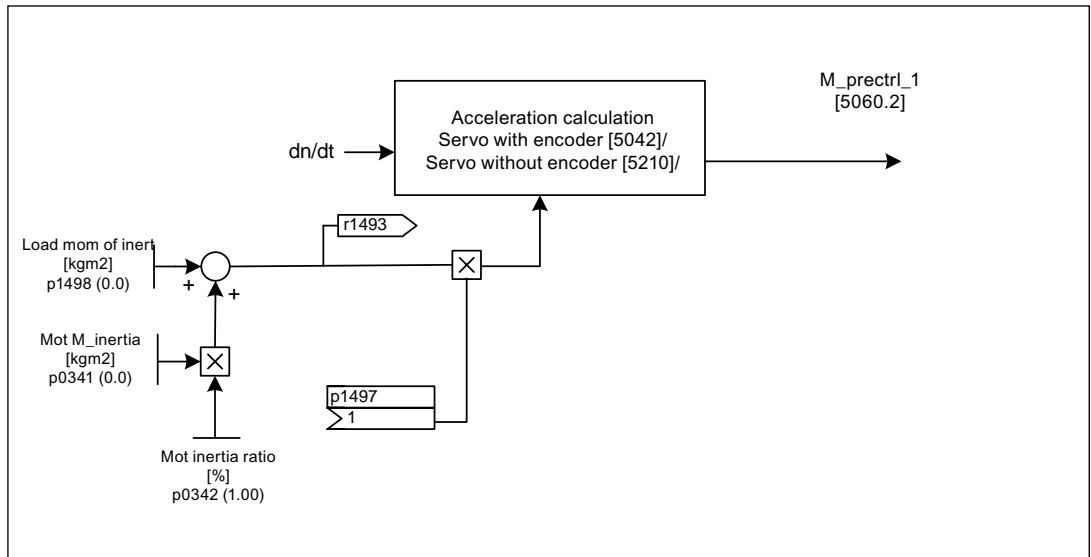 M_prectrl_1
[5060.2]
Acceleration calculation
Servo with encoder [5042]/
Servo without encoder [5210]/
dn/dt
r1493
Load mom of inert
[kgm2]
p1498 (0.0)
+
+
Mot M_inertia
[kgm2]
p0341 (0.0)
p1497
1
Mot inertia ratio
[%]
p0342 (1.00)